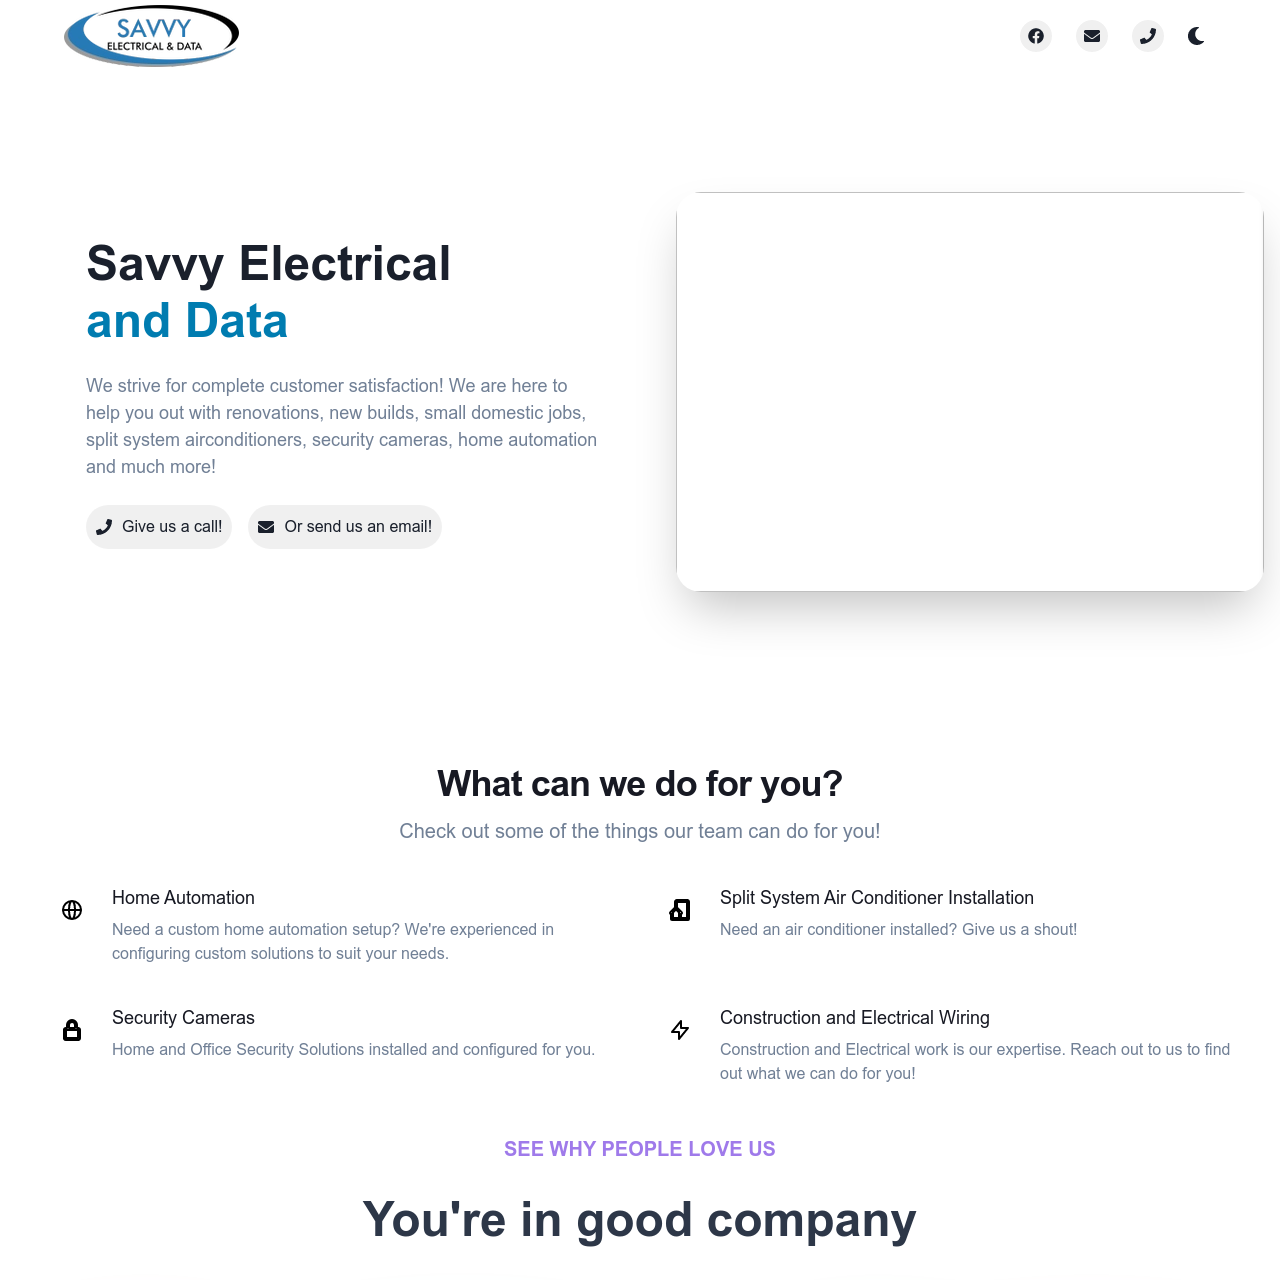 SAVVY
ELECTRICAL & DATA
Savvy Electrical
and Data
We strive for complete customer satisfaction! We are here to
help you out with renovations, new builds, small domestic jobs,
split system airconditioners, security cameras, home automation
and much more!
Give us a call!
Or send us an email!
What can we do for you?
Check out some of the things our team can do for you!
Home Automation
Need a custom home automation setup? We're experienced in
configuring custom solutions to suit your needs.
Split System Air Conditioner Installation
Need an air conditioner installed? Give us a shout!
Security Cameras
Home and Office Security Solutions installed and configured for you.
Construction and Electrical Wiring
Construction and Electrical work is our expertise. Reach out to us to find
out what we can do for you!
SEE WHY PEOPLE LOVE US
You're in good company